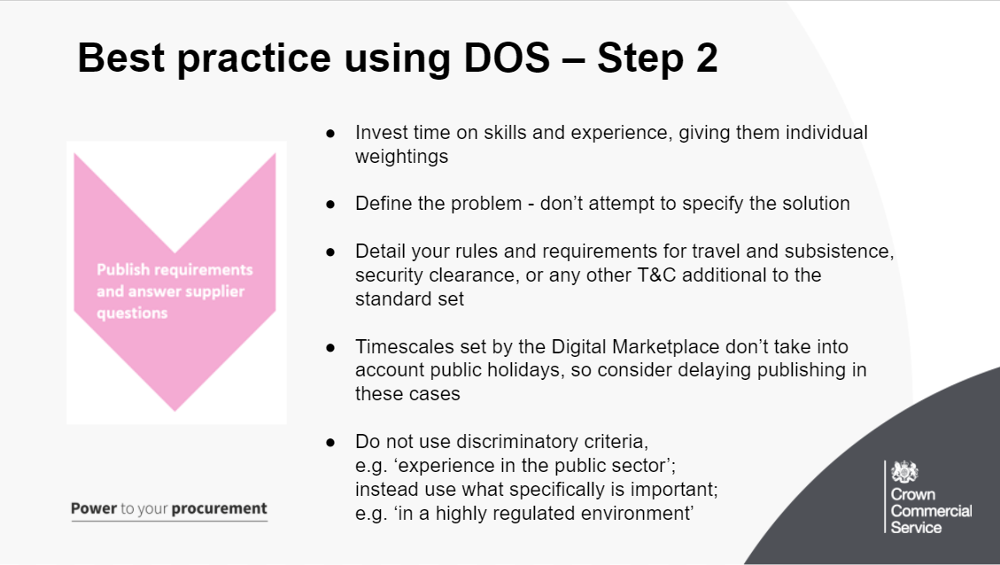 Best practice using DOS – Step 2
Publish requirements
and answer supplier
questions
● Invest time on skills and experience, giving them individual
weightings
● Define the problem - don’t attempt to specify the solution
● Detail your rules and requirements for travel and subsistence,
security clearance, or any other T&C additional to the
standard set
● Timescales set by the Digital Marketplace don’t take into
account public holidays, so consider delaying publishing in
these cases
● Do not use discriminatory criteria,
e.g. ‘experience in the public sector’;
instead use what specifically is important;
e.g. ‘in a highly regulated environment’
Power to your procurement
Crown
Commercial
Service